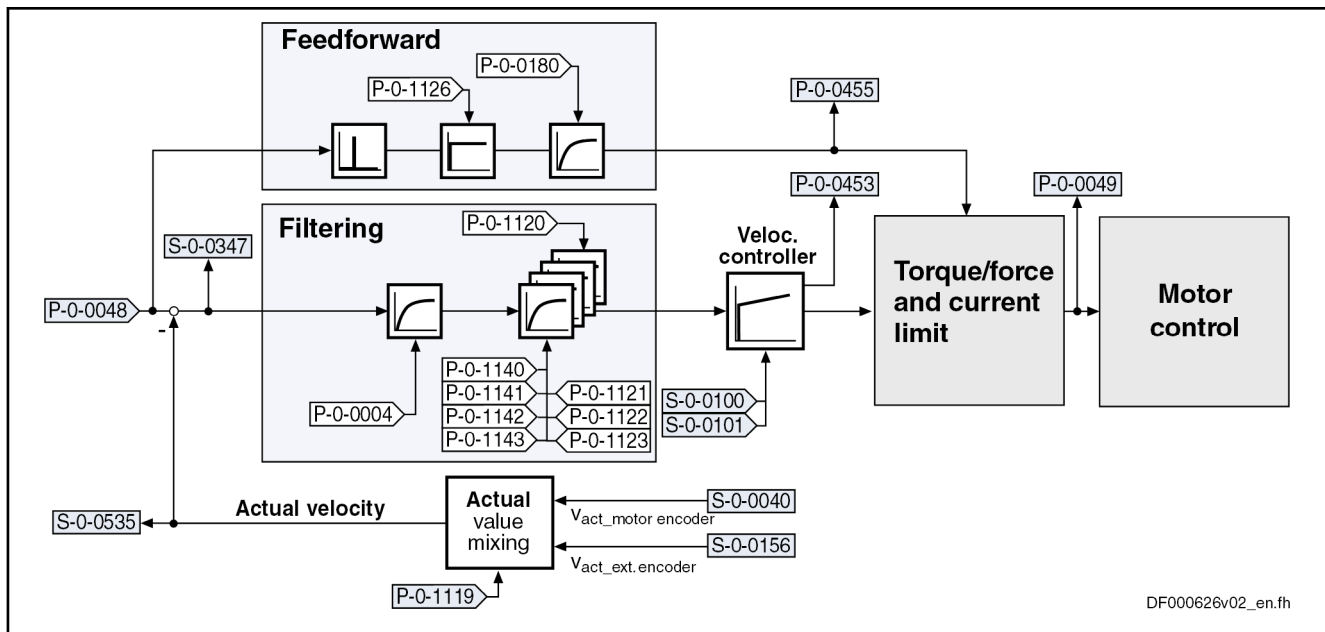 Feedforward
P-0-0180
P-0-1126
P-0-0455
P-0-0453
P-0-0049
Filtering
P-0-1120
S-0-0347
Veloc.
controller
Torque/force
and current
limit
Motor
control
P-0-0048
-
P-0-1140
P-0-1141
P-0-1121
P-0-0004
P-0-1142
P-0-1122
P-0-1143
P-0-1123
S-0-0100
S-0-0101
Actual
value
mixing
Actual velocity
S-0-0535
S-0-0040
vact_motor encoder
S-0-0156
vact_ext. encoder
P-0-1119
DF000626v02_en.fh